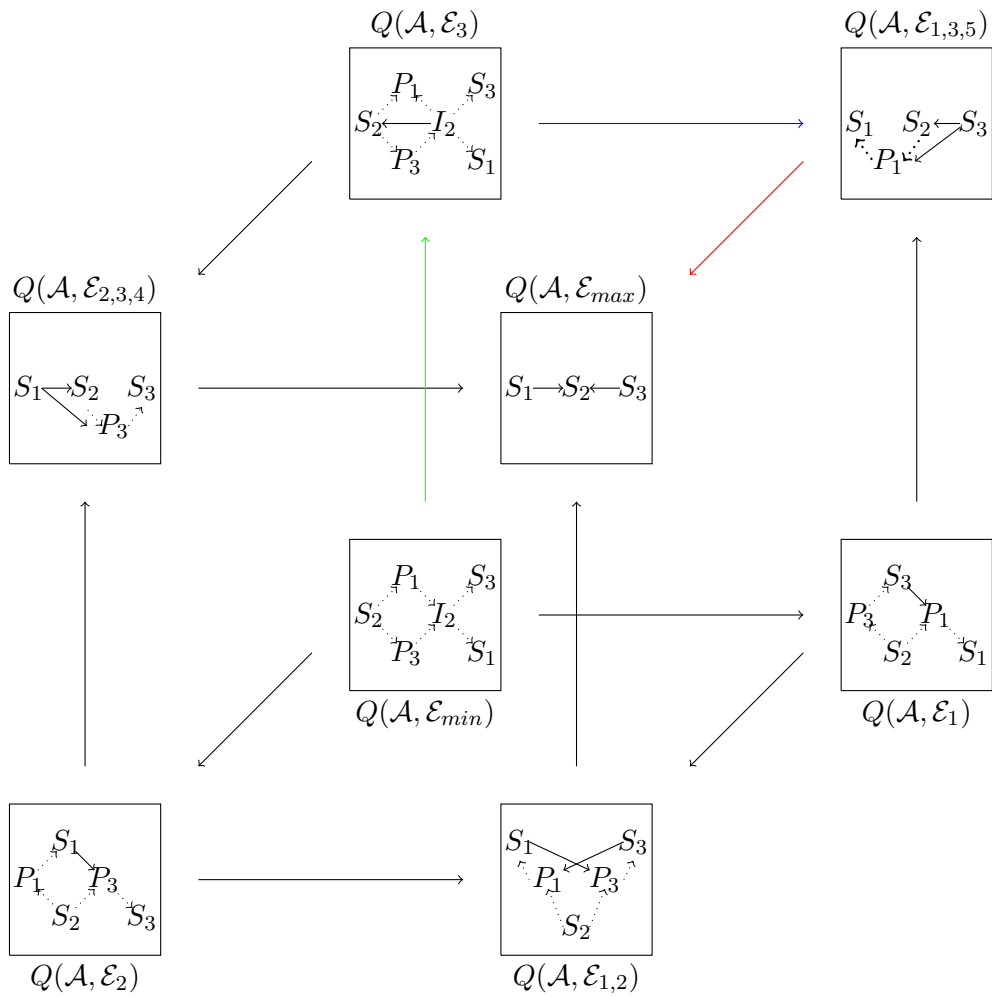 Q(𝒜, ℰ₃) Q(𝒜, ℰ₁,₃,₅)
P₁ S₃
S₂ I₂
P₃ S₁
S₁ S₂ S₃
P₁
Q(𝒜, ℰ₂,₃,₄) Q(𝒜, ℰₘₐₓ)
S₁ S₂ S₃
P₃
S₁ S₂ S₃
P₁ S₃
S₂ I₂
P₃ S₁
Q(𝒜, ℰₘᵢₙ)
S₃
P₃ P₁
S₂ S₁
Q(𝒜, ℰ₁)
S₁
P₁ P₃
S₂ S₃
Q(𝒜, ℰ₂)
S₁ S₃
P₁ P₃
S₂
Q(𝒜, ℰ₁,₂)